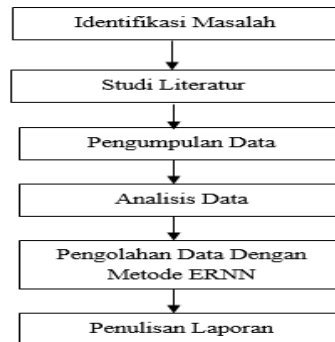 Identifikasi Masalah
Studi Literatur
Pengumpulan Data
Analisis Data
Pengolahan Data Dengan
Metode ERNN
Penulisan Laporan